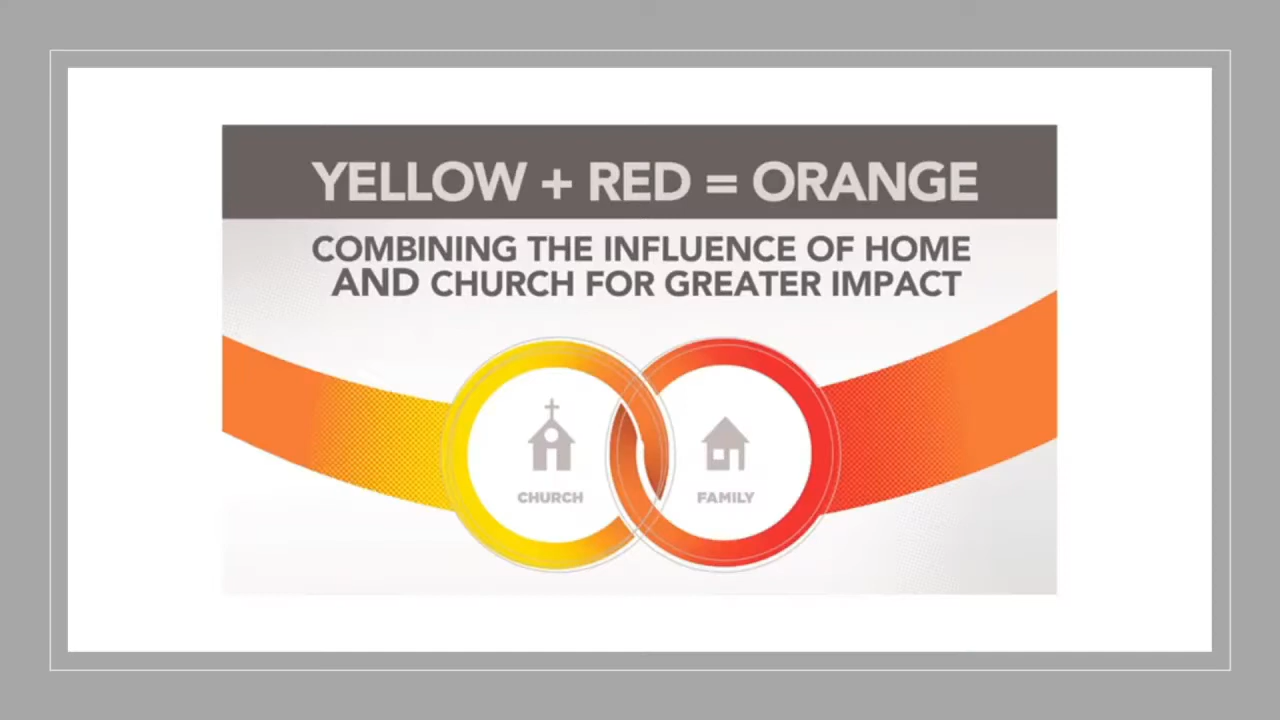 YELLOW + RED = ORANGE
COMBINING THE INFLUENCE OF HOME
AND CHURCH FOR GREATER IMPACT
CHURCH
FAMILY